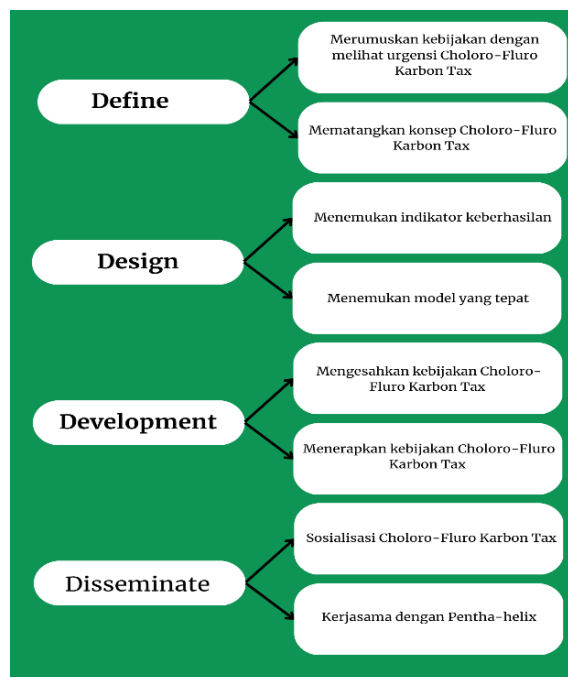 Define
Merumuskan kebijakan dengan
melihat urgensi Choloro-Fluro
Karbon Tax
Mematangkan konsep Choloro-Fluro
Karbon Tax
Design
Menemukan indikator keberhasilan
Menemukan model yang tepat
Development
Mengesahkan kebijakan Choloro-
Fluro Karbon Tax
Menerapkan kebijakan Choloro-Fluro
Karbon Tax
Disseminate
Sosialisasi Choloro-Fluro Karbon Tax
Kerjasama dengan Pentha-helix